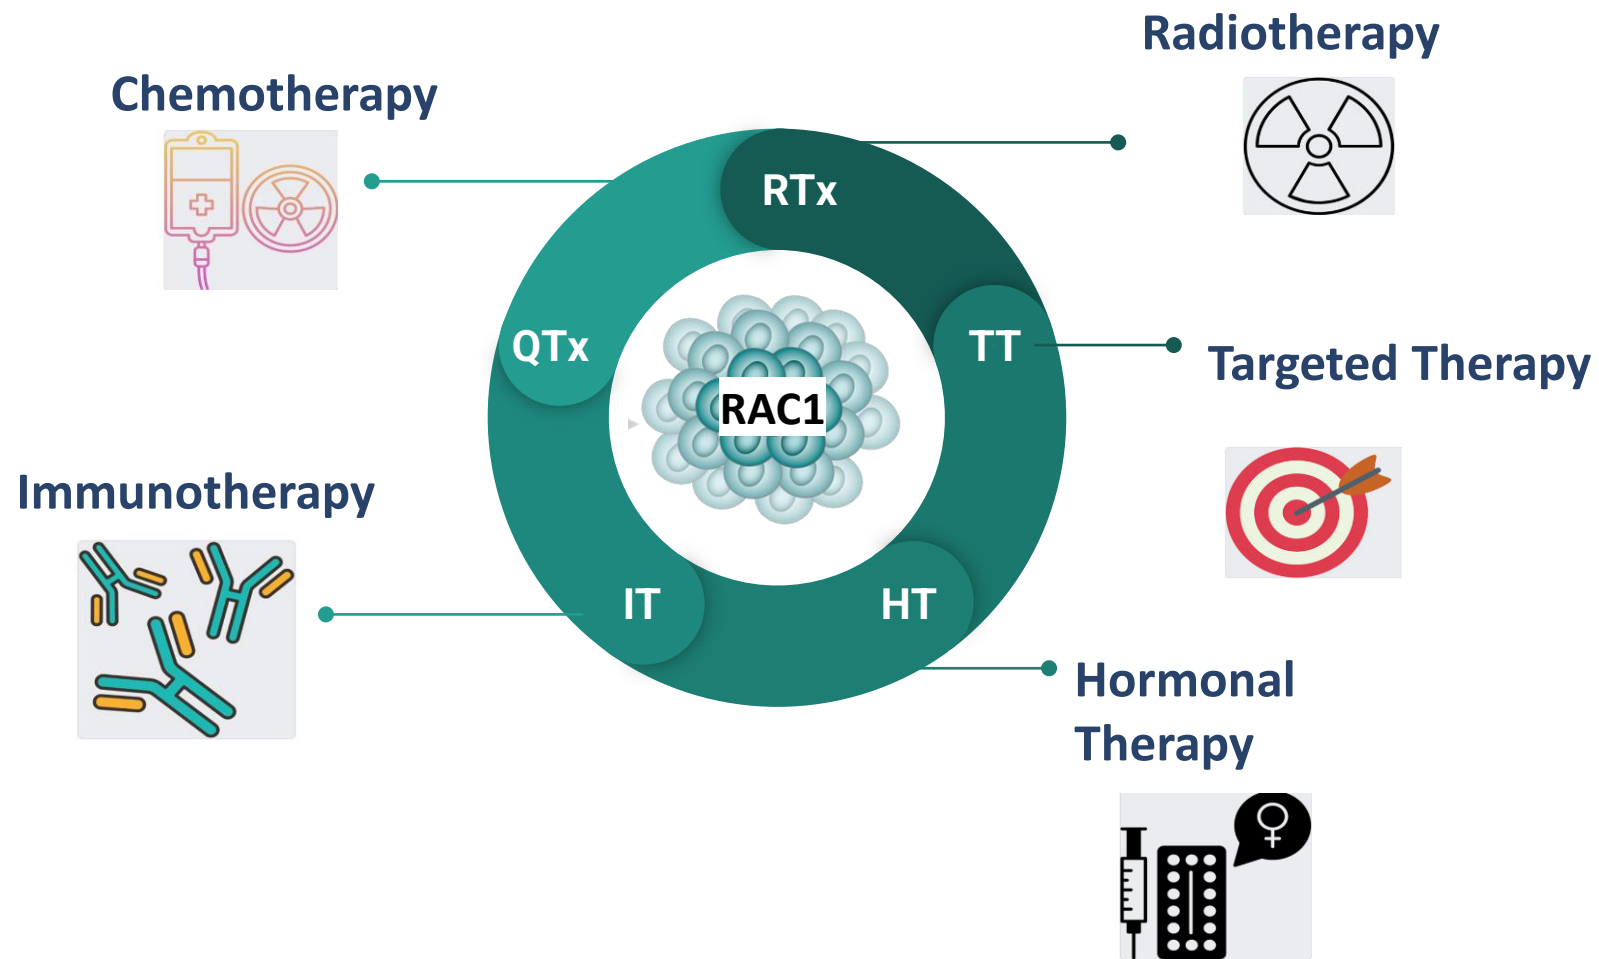 Radiotherapy
Chemotherapy
RTx
QTx
TT
Targeted Therapy
RAC1
Immunotherapy
IT
HT
Hormonal
Therapy